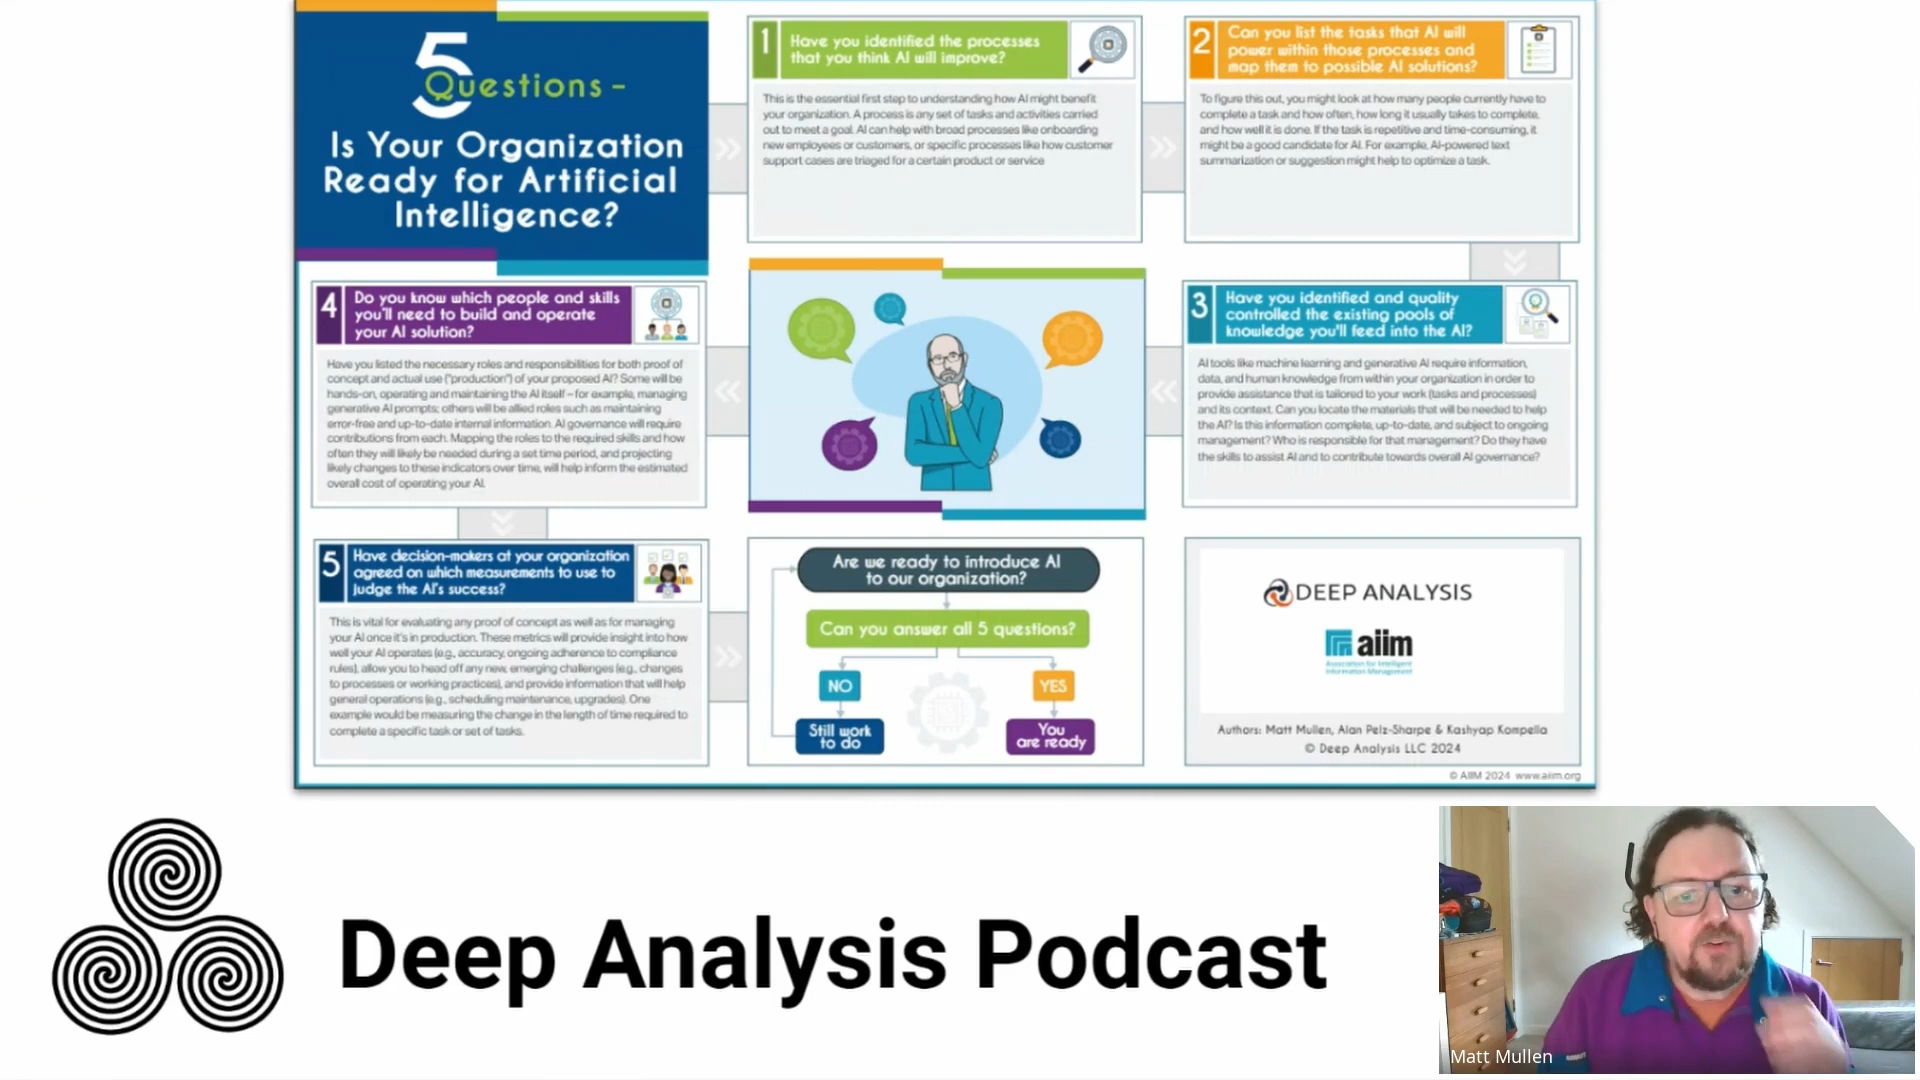 5
Questions -
Is Your Organization
Ready for Artificial
Intelligence?
1
Have you identified the processes
that you think AI will improve?
This is the essential first step to understanding how AI might benefit
your organization. A process is any set of tasks and activities carried
out to meet a goal. AI can help with broad processes like onboarding
new employees or customers, or specific processes like how customer
support cases are triaged for a certain product or service
2
Can you list the tasks that AI will
power within those processes and
map them to possible AI solutions?
To figure this out, you might look at how many people currently have to
complete a task and how often, how long it usually takes to complete,
and how well it is done. If the task is repetitive and time-consuming, it
might be a good candidate for AI. For example, AI-powered text
summarization or suggestion might help to optimize a task.
3
Have you identified and quality
controlled the existing pools of
knowledge you'll feed into the AI?
AI tools like machine learning and generative AI require information,
data, and human knowledge from within your organization in order to
provide assistance that is tailored to your work (tasks and processes)
and its context. Can you locate the materials that will be needed to help
the AI? Is this information complete, up-to-date, and subject to ongoing
management? Who is responsible for that management? Do they have
the skills to assist AI and to contribute towards overall AI governance?
4
Do you know which people and skills
you'll need to build and operate
your AI solution?
Have you listed the necessary roles and responsibilities for both proof of
concept and actual use ("production") of your proposed AI? Some will be
hands-on, operating and maintaining the AI itself – for example, managing
generative AI prompts; others will be allied roles such as maintaining
error-free and up-to-date internal information. AI governance will require
contributions from each. Mapping the roles to the required skills and how
often they will likely be needed during a set time period, and projecting
likely changes to these indicators over time, will help inform the estimated
overall cost of operating your AI.
5
Have decision-makers at your organization
agreed on which measurements to use to
judge the AI's success?
This is vital for evaluating any proof of concept as well as for managing
your AI once it's in production. These metrics will provide insight into how
well your AI operates (e.g., accuracy, ongoing adherence to compliance
rules), allow you to head off any new, emerging challenges (e.g., changes
to processes or working practices), and provide information that will help
general operations (e.g., scheduling maintenance, upgrades). One
example would be measuring the change in the length of time required to
complete a specific task or set of tasks.
Are we ready to introduce AI
to our organization?
Can you answer all 5 questions?
NO
YES
Still work
to do
You
are ready
DEEP ANALYSIS
aiim
Association for Intelligent
Information Management
Authors: Matt Mullen, Alan Pelz-Sharpe & Kashyap Kompella
© Deep Analysis LLC 2024
© AIIM 2024 www.aiim.org
Deep Analysis Podcast
Matt Mullen